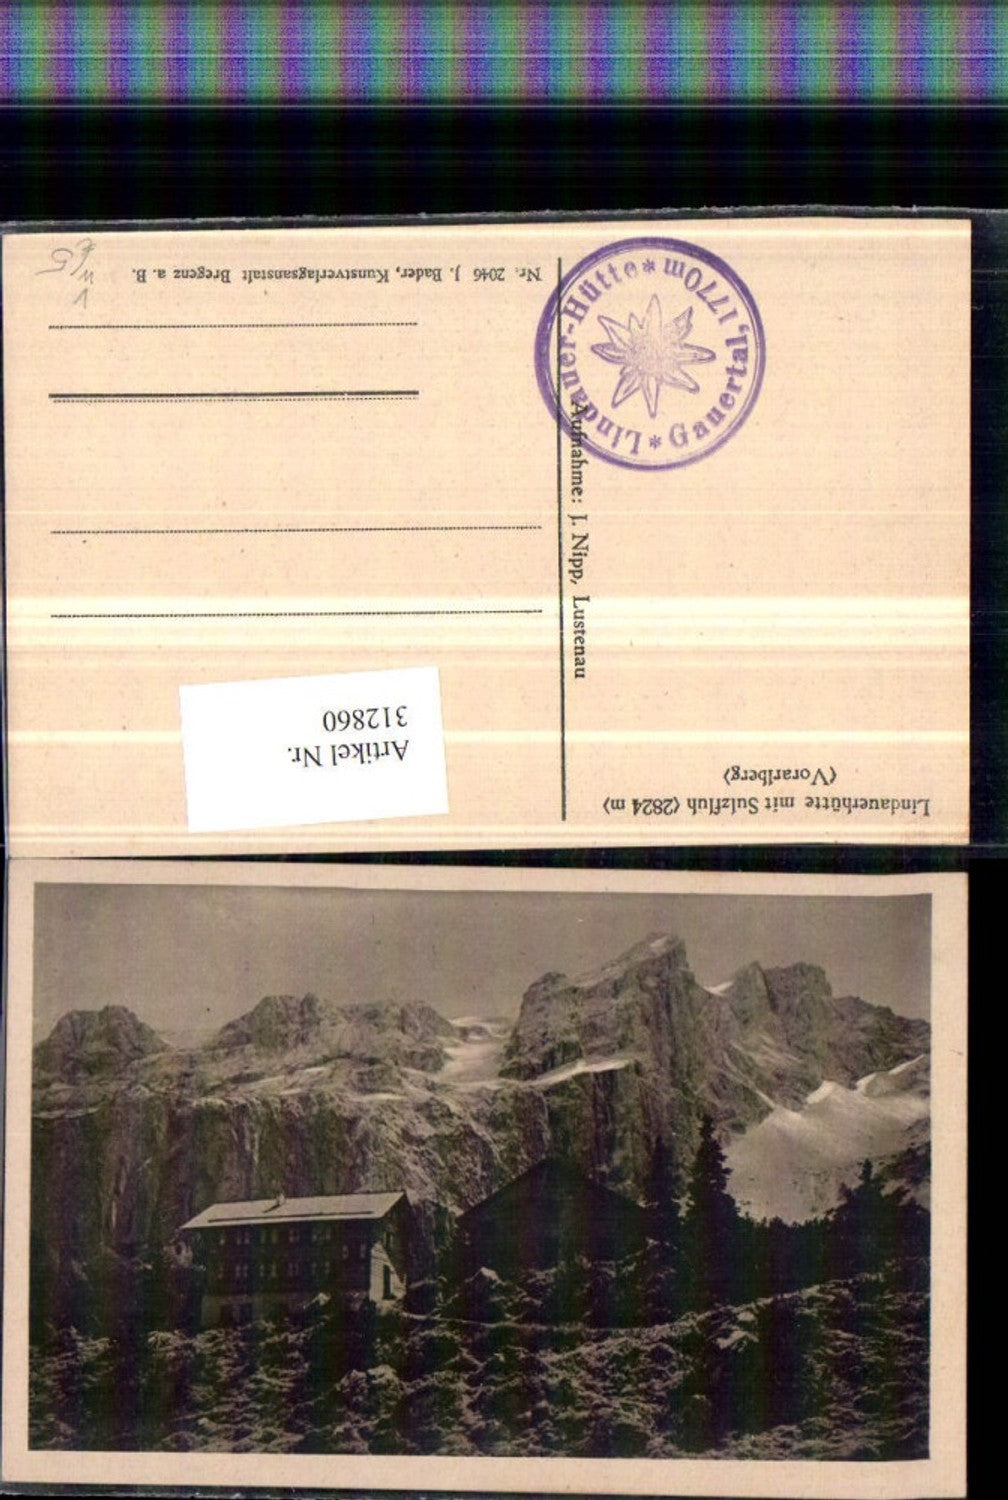 Lindauerhütte mit Sulzfluh (2824 m)
(Vorarlberg)
Artikel Nr.
312860
Aufnahme: J. Nipp, Lustenau
* Lindauer-Hütte * Gauertal, 1770m
Nr. 2046 J. Bader, Kunstverlagsanstalt Bregenz a. B.